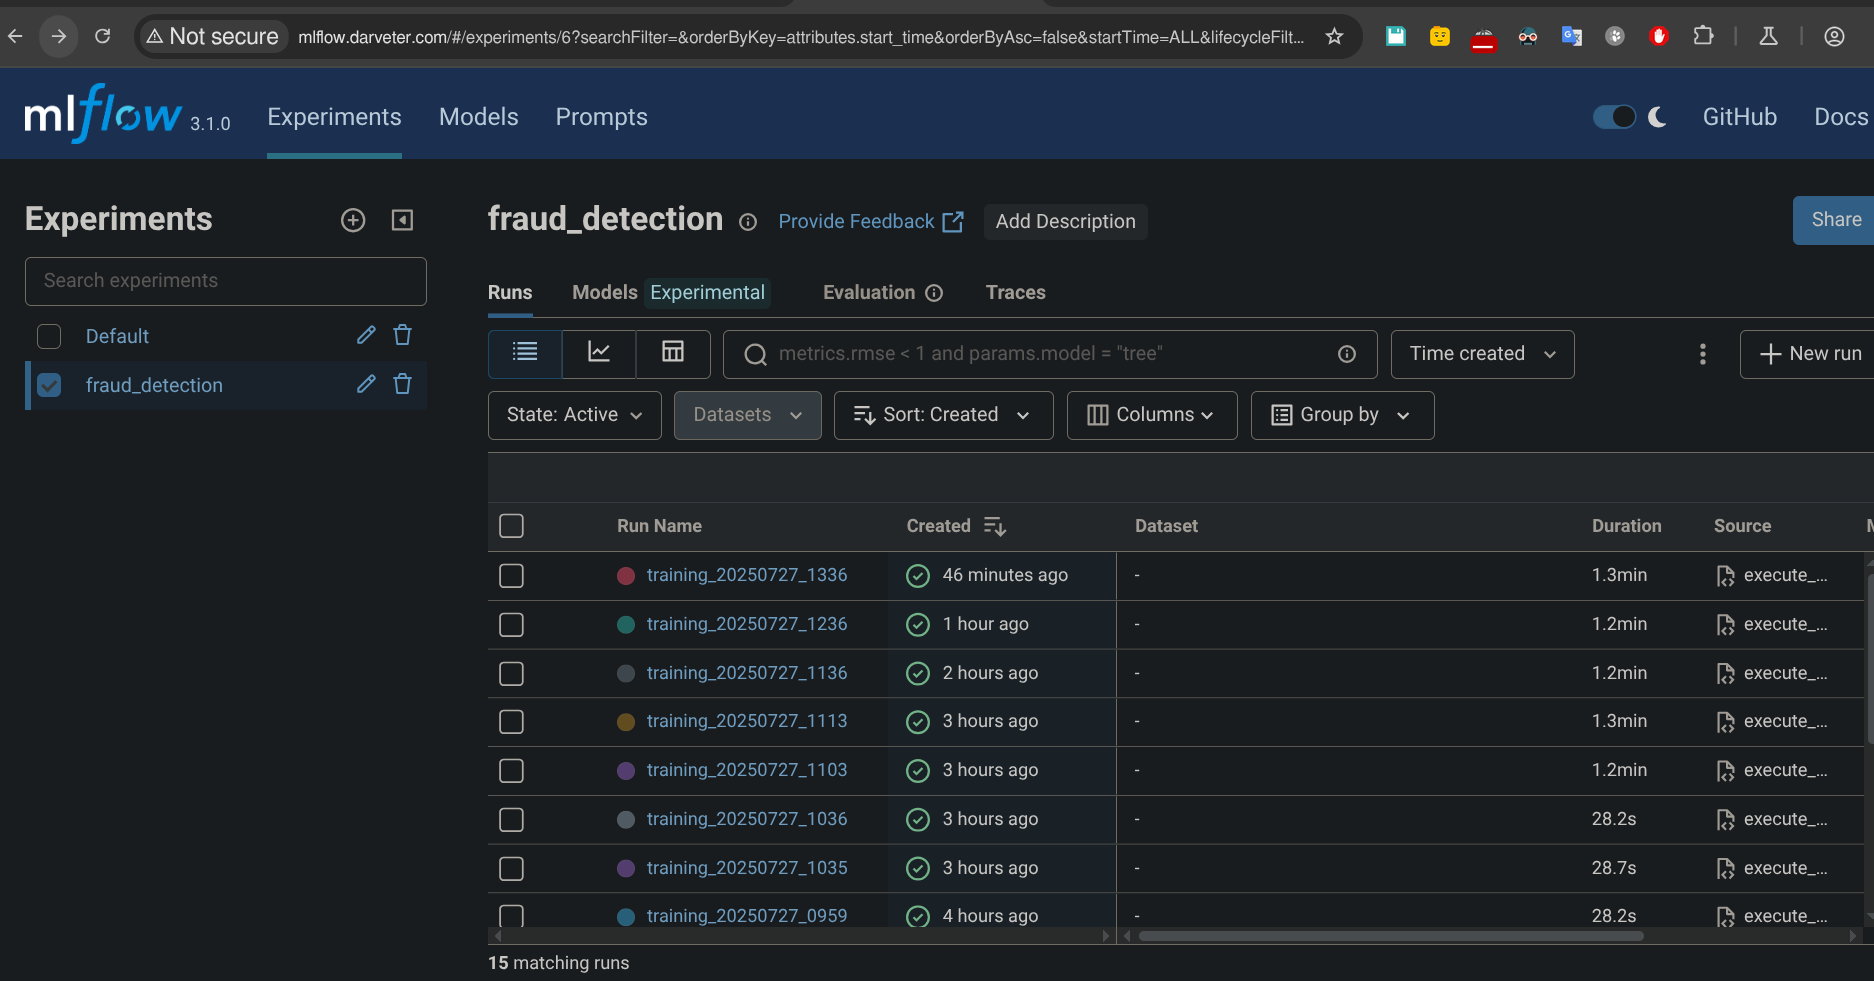 Not secure mlflow.darveter.com/#/experiments/6?searchFilter=&orderByKey=attributes.start_time&orderByAsc=false&startTime=ALL&lifecycleFilt...
mlflow 3.1.0 Experiments Models Prompts GitHub Docs
Experiments
Search experiments
Default
fraud_detection
fraud_detection Provide Feedback Add Description Share
Runs Models Experimental Evaluation Traces
metrics.rmse < 1 and params.model = "tree" Time created New run
State: Active Datasets Sort: Created Columns Group by
Run Name Created Dataset Duration Source
training_20250727_1336 46 minutes ago - 1.3min execute_...
training_20250727_1236 1 hour ago - 1.2min execute_...
training_20250727_1136 2 hours ago - 1.2min execute_...
training_20250727_1113 3 hours ago - 1.3min execute_...
training_20250727_1103 3 hours ago - 1.2min execute_...
training_20250727_1036 3 hours ago - 28.2s execute_...
training_20250727_1035 3 hours ago - 28.7s execute_...
training_20250727_0959 4 hours ago - 28.2s execute_...
15 matching runs